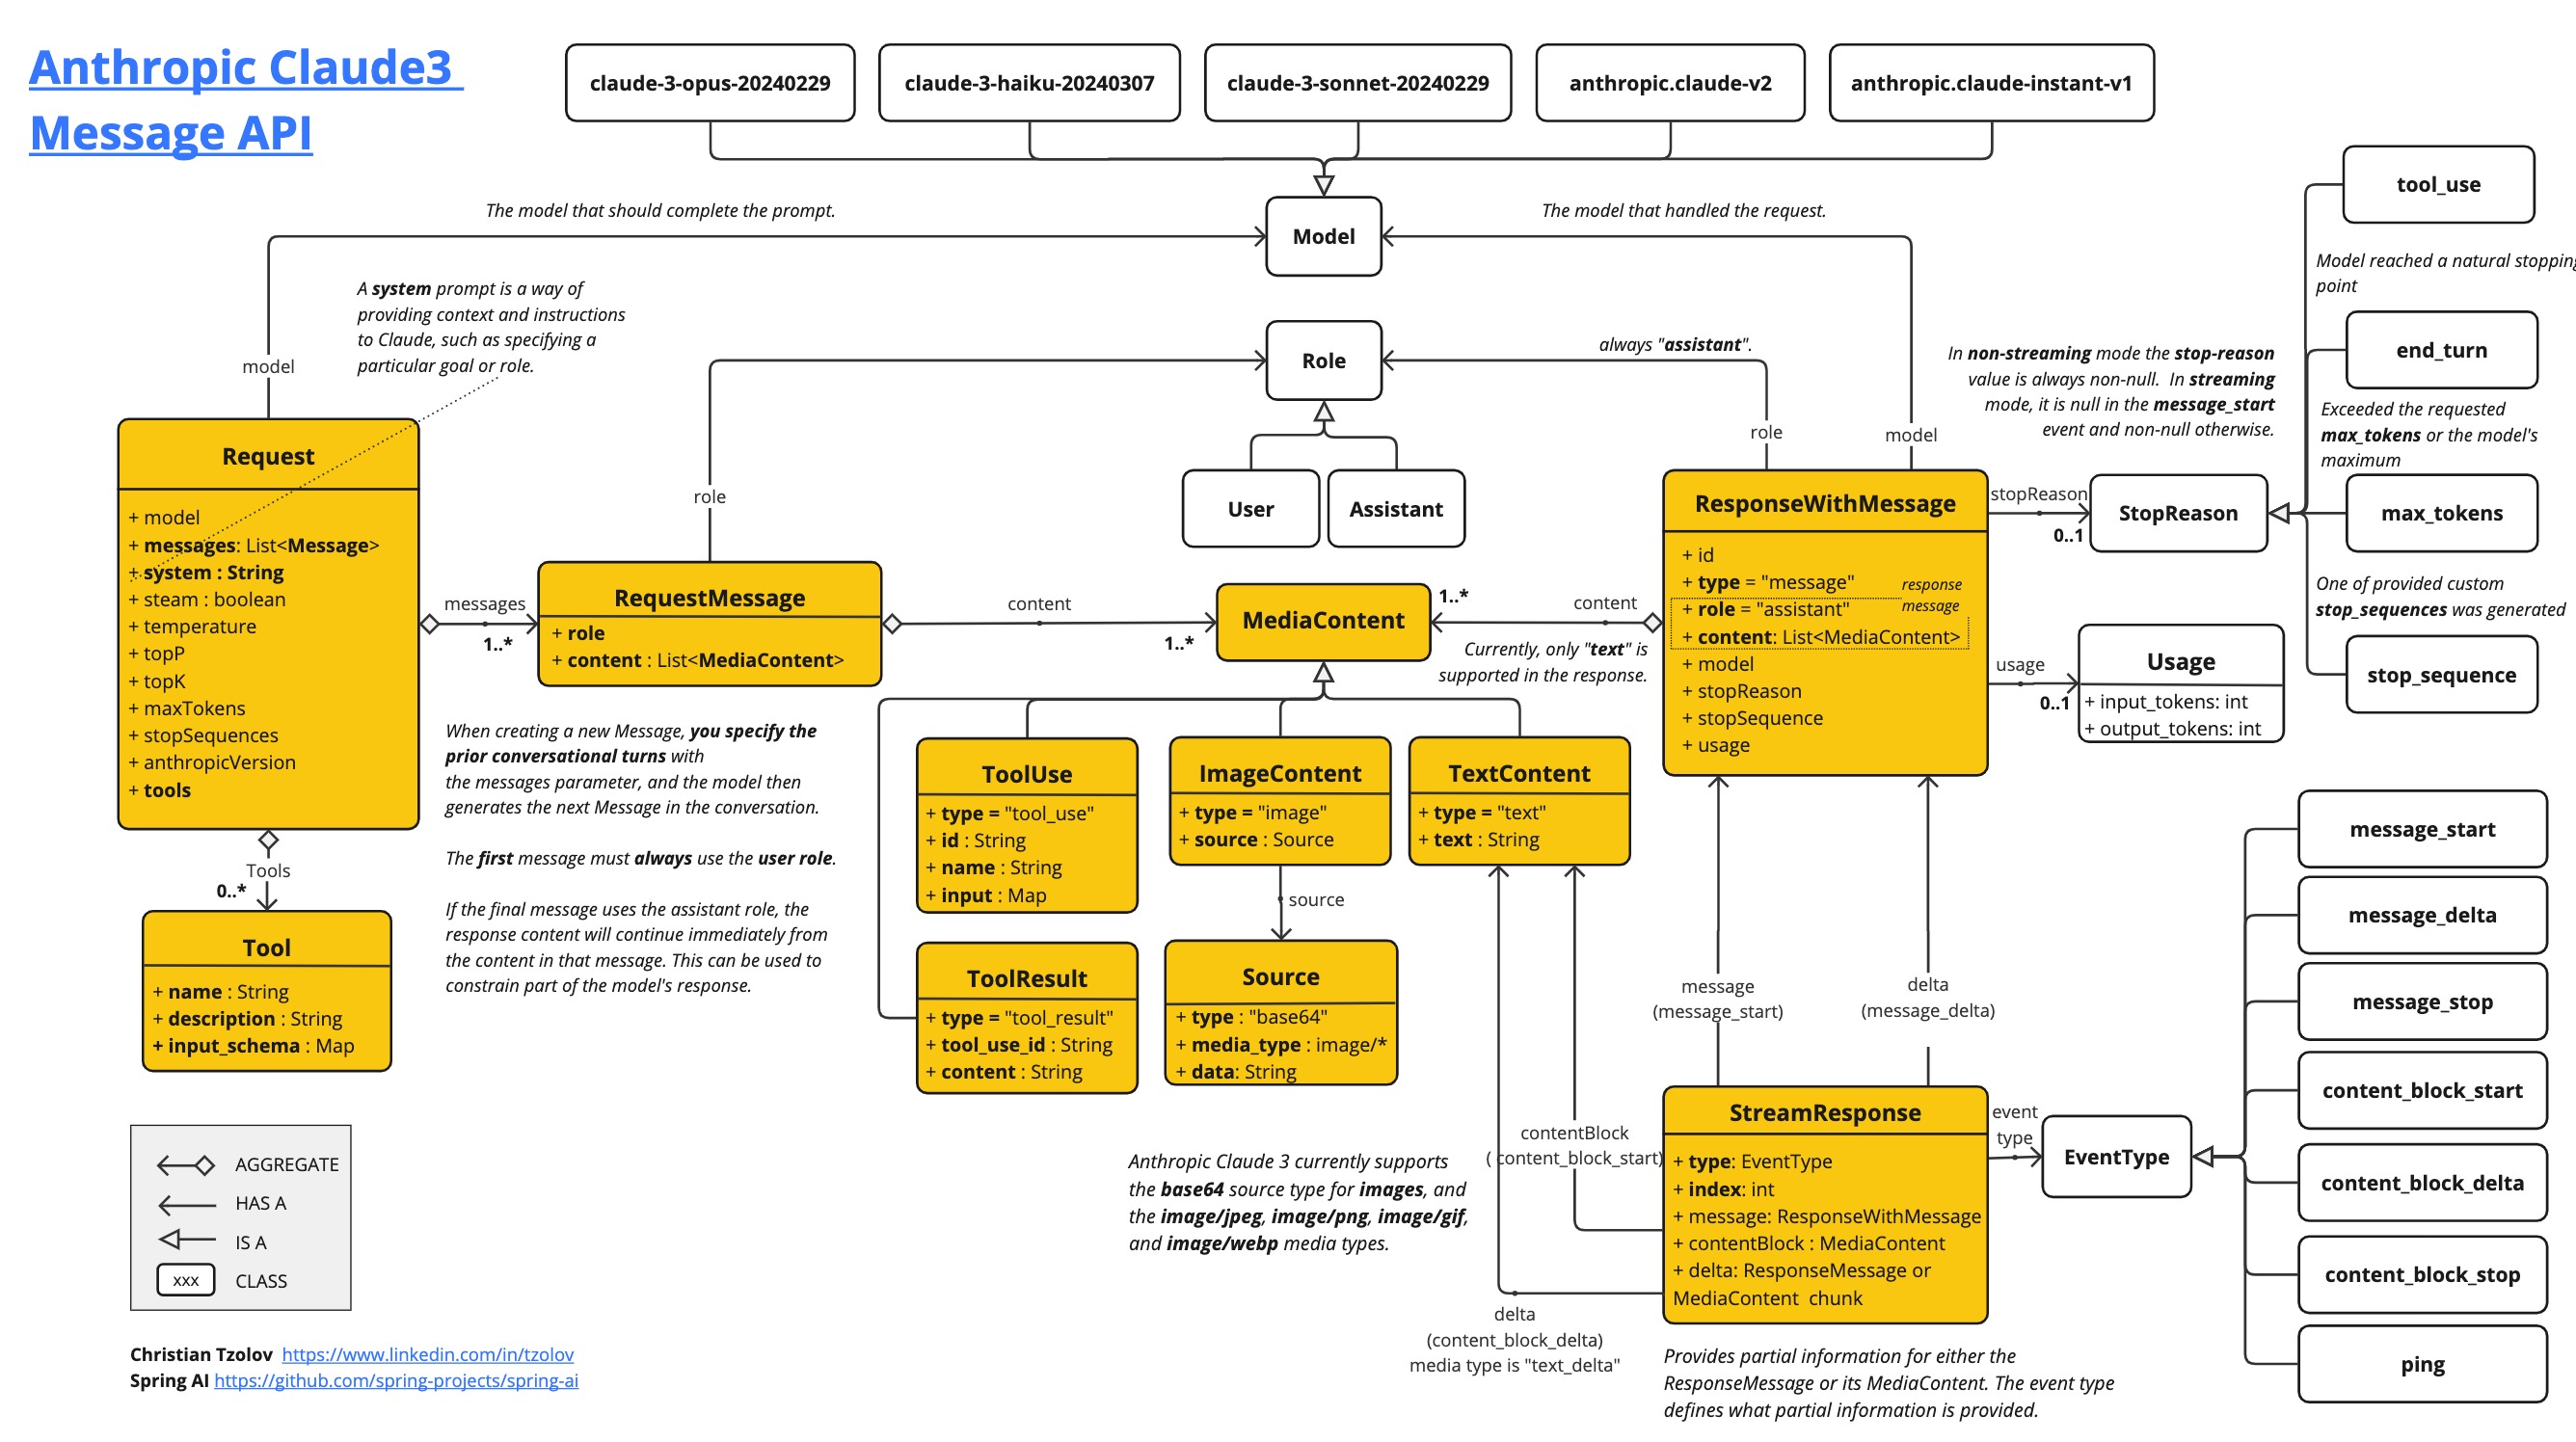 Anthropic Claude3
Message API
claude-3-opus-20240229
claude-3-haiku-20240307
claude-3-sonnet-20240229
anthropic.claude-v2
anthropic.claude-instant-v1
The model that should complete the prompt.
Model
The model that handled the request.
A system prompt is a way of
providing context and instructions
to Claude, such as specifying a
particular goal or role.
model
Role
always "assistant".
role
User
Assistant
role
model
In non-streaming mode the stop-reason
value is always non-null.  In streaming
mode, it is null in the message_start
event and non-null otherwise.
tool_use
Model reached a natural stopping
point
end_turn
Exceeded the requested
max_tokens or the model's
maximum
max_tokens
One of provided custom
stop_sequences was generated
stop_sequence
stopReason
0..1
StopReason
Request
+ model
+ messages: List<Message>
+ system : String
+ steam : boolean
+ temperature
+ topP
+ topK
+ maxTokens
+ stopSequences
+ anthropicVersion
+ tools
messages
1..*
RequestMessage
+ role
+ content : List<MediaContent>
content
1..*
MediaContent
1..*
content
Currently, only "text" is
supported in the response.
ResponseWithMessage
+ id
+ type = "message"
response
message
+ role = "assistant"
+ content: List<MediaContent>
+ model
+ stopReason
+ stopSequence
+ usage
usage
0..1
Usage
+ input_tokens: int
+ output_tokens: int
When creating a new Message, you specify the
prior conversational turns with
the messages parameter, and the model then
generates the next Message in the conversation.
The first message must always use the user role.
If the final message uses the assistant role, the
response content will continue immediately from
the content in that message. This can be used to
constrain part of the model's response.
ToolUse
+ type = "tool_use"
+ id : String
+ name : String
+ input : Map
ImageContent
+ type = "image"
+ source : Source
TextContent
+ type = "text"
+ text : String
source
Tools
0..*
Tool
+ name : String
+ description : String
+ input_schema : Map
ToolResult
+ type = "tool_result"
+ tool_use_id : String
+ content : String
Source
+ type : "base64"
+ media_type : image/*
+ data: String
message
(message_start)
delta
(message_delta)
contentBlock
( content_block_start)
Anthropic Claude 3 currently supports
the base64 source type for images, and
the image/jpeg, image/png, image/gif,
and image/webp media types.
StreamResponse
+ type: EventType
+ index: int
+ message: ResponseWithMessage
+ contentBlock : MediaContent
+ delta: ResponseMessage or
MediaContent  chunk
event
type
EventType
message_start
message_delta
message_stop
content_block_start
content_block_delta
content_block_stop
ping
delta
(content_block_delta)
media type is "text_delta"
Provides partial information for either the
ResponseMessage or its MediaContent. The event type
defines what partial information is provided.
AGGREGATE
HAS A
IS A
xxx CLASS
Christian Tzolov  https://www.linkedin.com/in/tzolov
Spring AI https://github.com/spring-projects/spring-ai